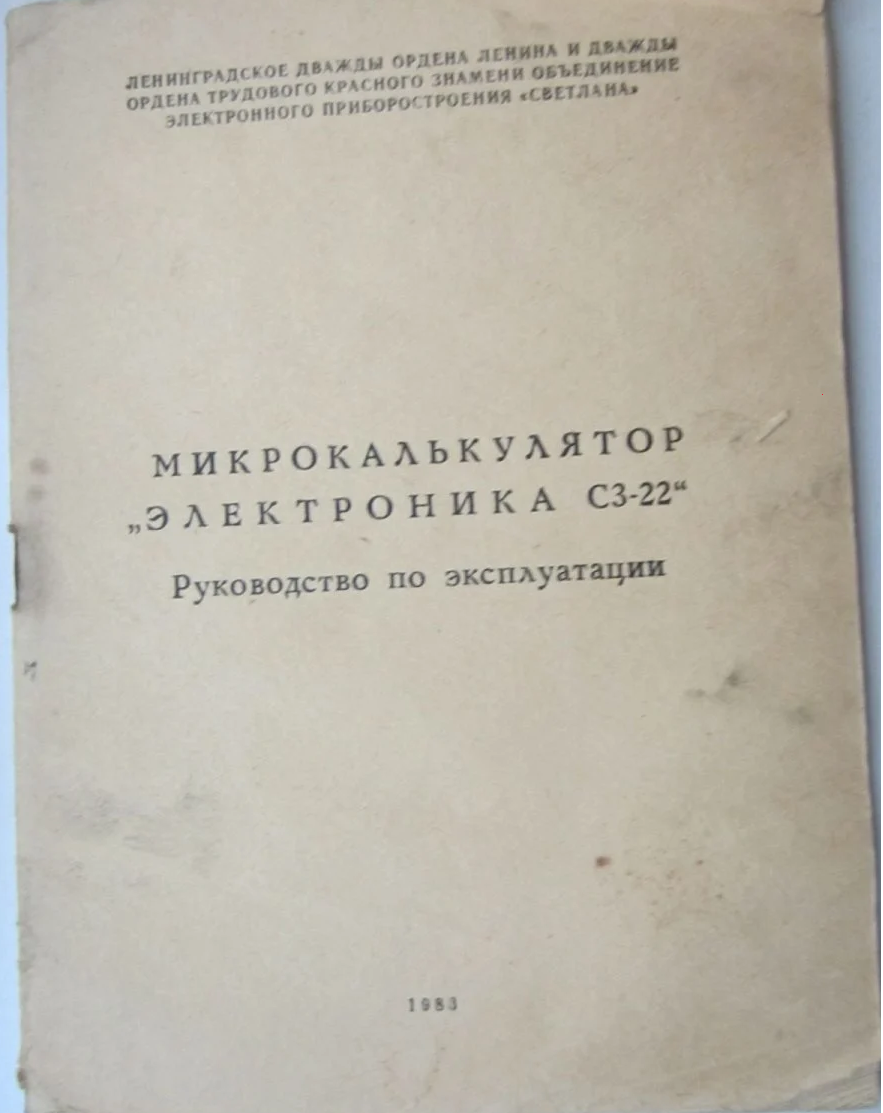 ЛЕНИНГРАДСКОЕ ДВАЖДЫ ОРДЕНА ЛЕНИНА И ДВАЖДЫ
ОРДЕНА ТРУДОВОГО КРАСНОГО ЗНАМЕНИ ОБЪЕДИНЕНИЕ
ЭЛЕКТРОННОГО ПРИБОРОСТРОЕНИЯ «СВЕТЛАНА»
МИКРОКАЛЬКУЛЯТОР
„ЭЛЕКТРОНИКА С3-22“
Руководство по эксплуатации
1983